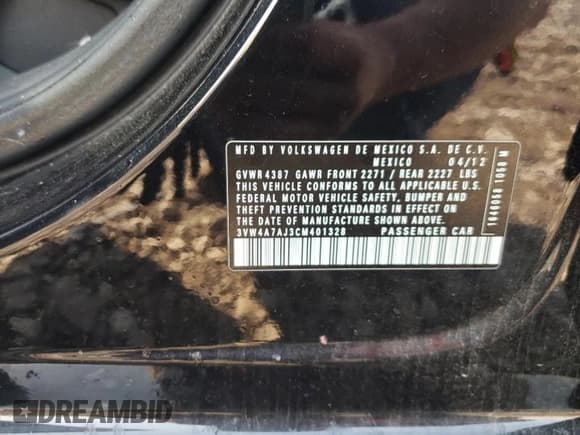 MFD BY VOLKSWAGEN DE MEXICO S.A. DE C.V.
MEXICO 04/12
GVWR4387 GAWR FRONT 2271 / REAR 2227 LBS
THIS VEHICLE CONFORMS TO ALL APPLICABLE U.S.
FEDERAL MOTOR VEHICLE SAFETY, BUMPER AND
THEFT PREVENTION STANDARDS IN EFFECT ON
THE DATE OF MANUFACTURE SHOWN ABOVE.
3VW4A7AJ3CM401328 PASSENGER CAR
DREAMBID